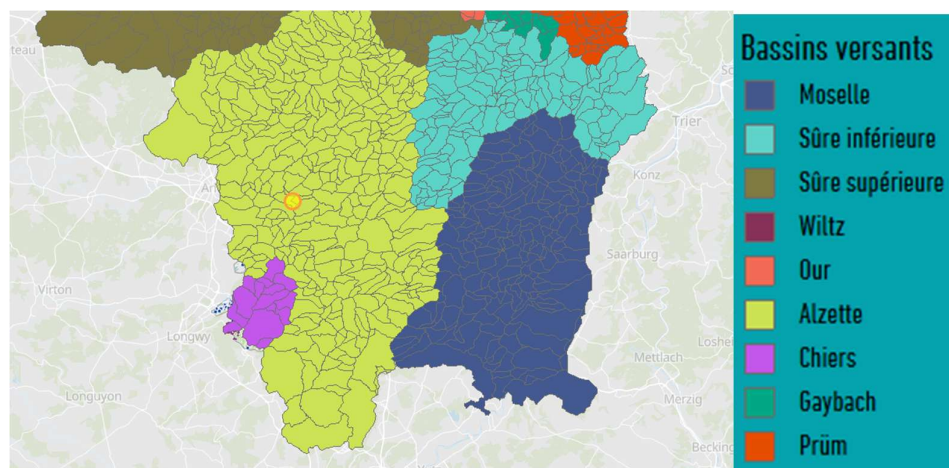 Bassins versants
Moselle
Sûre inférieure
Sûre supérieure
Wiltz
Our
Alzette
Chiers
Gaybach
Prüm
Trier
Konz
Saarburg
Virton
Longwy
Longuyon
Mettlach
Merzig